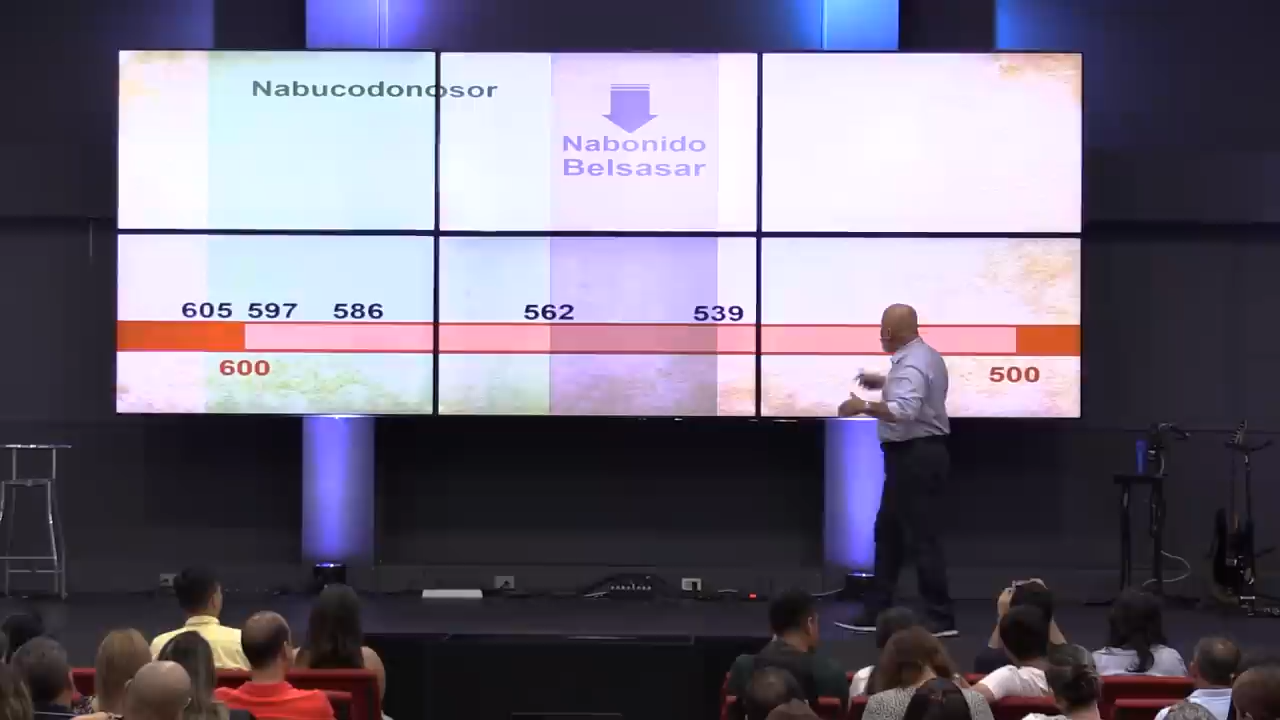 Nabucodonosor
Nabonido
Belsasar
605 597 586 562 539
600 500